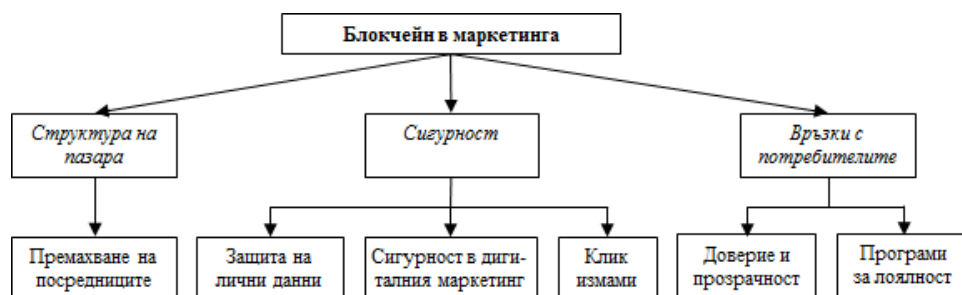 Блокчейн в маркетинга
Структура на
пазара
Сигурност
Връзки с
потребителите
Премахване на
посредниците
Защита на
лични данни
Сигурност в диги-
талния маркетинг
Клик
измами
Доверие и
прозрачност
Програми
за лоялност